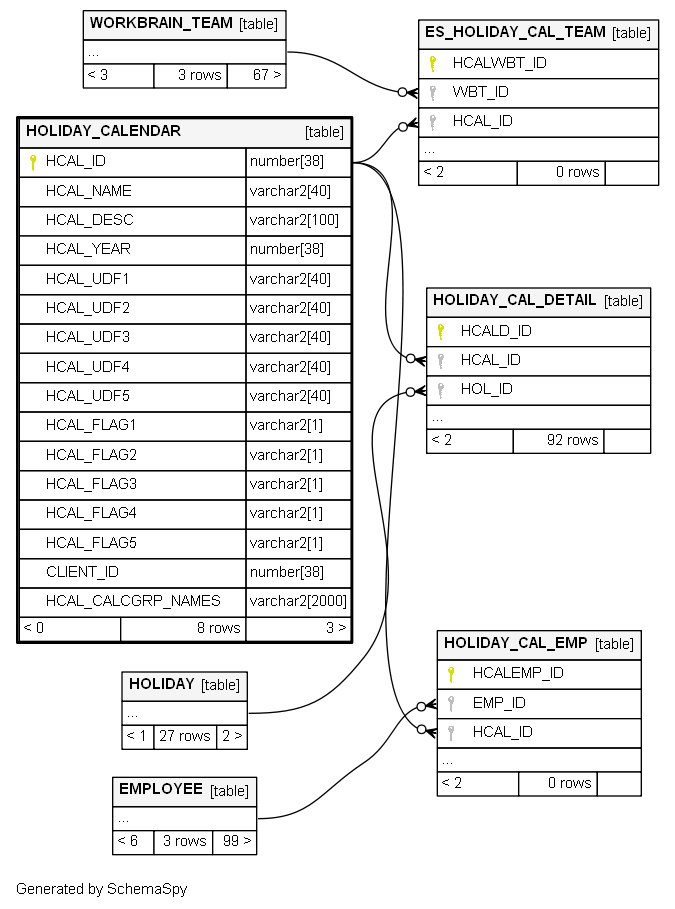 WORKBRAIN_TEAM [table]
...
< 3 3 rows 67 >
ES_HOLIDAY_CAL_TEAM [table]
HCALWBT_ID
WBT_ID
HCAL_ID
...
< 2 0 rows
HOLIDAY_CALENDAR [table]
HCAL_ID number[38]
HCAL_NAME varchar2[40]
HCAL_DESC varchar2[100]
HCAL_YEAR number[38]
HCAL_UDF1 varchar2[40]
HCAL_UDF2 varchar2[40]
HCAL_UDF3 varchar2[40]
HCAL_UDF4 varchar2[40]
HCAL_UDF5 varchar2[40]
HCAL_FLAG1 varchar2[1]
HCAL_FLAG2 varchar2[1]
HCAL_FLAG3 varchar2[1]
HCAL_FLAG4 varchar2[1]
HCAL_FLAG5 varchar2[1]
CLIENT_ID number[38]
HCAL_CALCGRP_NAMES varchar2[2000]
< 0 8 rows 3 >
HOLIDAY_CAL_DETAIL [table]
HCALD_ID
HCAL_ID
HOL_ID
...
< 2 92 rows
HOLIDAY_CAL_EMP [table]
HCALEMP_ID
EMP_ID
HCAL_ID
...
< 2 0 rows
HOLIDAY [table]
...
< 1 27 rows 2 >
EMPLOYEE [table]
...
< 6 3 rows 99 >
Generated by SchemaSpy